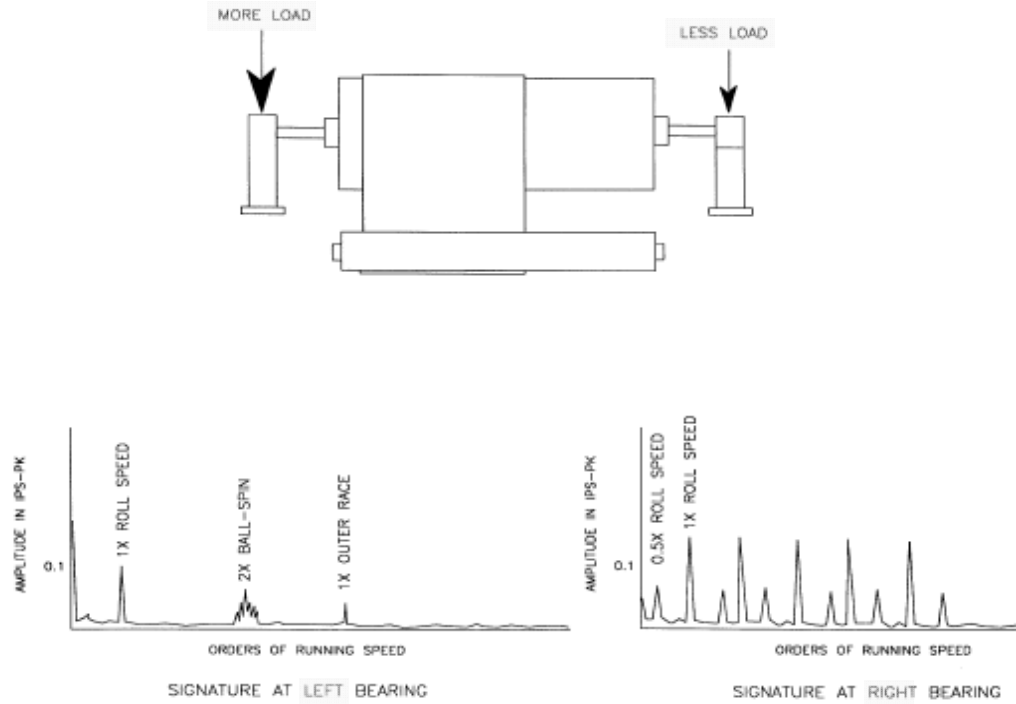 MORE LOAD
LESS LOAD
AMPLITUDE IN IPS-PK
0.1
1X ROLL SPEED
2X BALL-SPIN
1X OUTER RACE
ORDERS OF RUNNING SPEED
SIGNATURE AT LEFT BEARING
AMPLITUDE IN IPS-PK
0.1
0.5X ROLL SPEED
1X ROLL SPEED
ORDERS OF RUNNING SPEED
SIGNATURE AT RIGHT BEARING